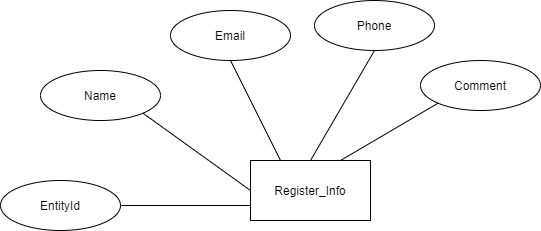 Phone
Email
Comment
Name
Register_Info
EntityId